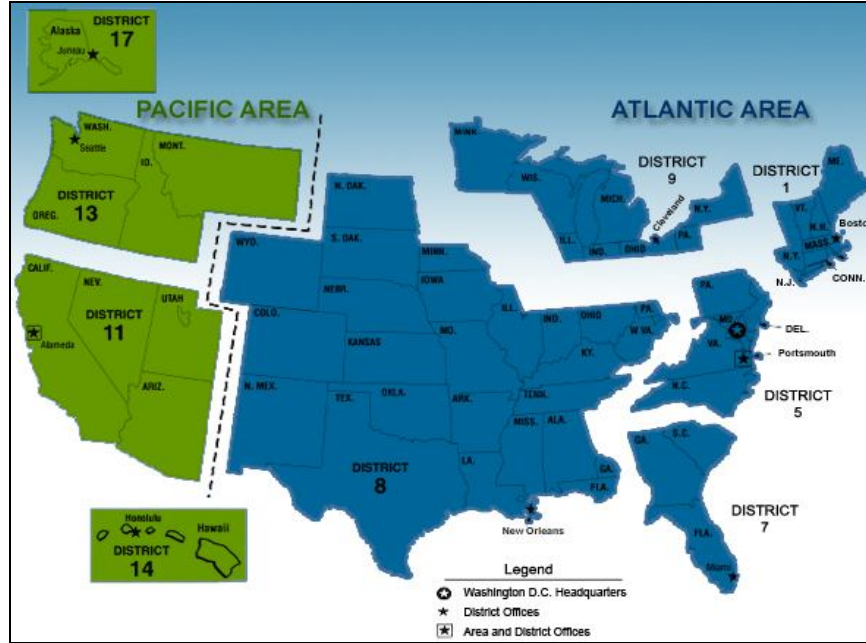 Alaska
DISTRICT
17
Juneau
PACIFIC AREA
ATLANTIC AREA
WASH.
Seattle
ID.
MONT.
DISTRICT
13
OREG.
MINN.
WIS.
MICH.
ILL.
IND.
OHIO
PA.
N.Y.
Cleveland
DISTRICT
9
DISTRICT
1
ME.
VT.
N.H.
MASS.
N.Y.
Boston
CONN.
N.J.
CALIF.
NEV.
UTAH
DISTRICT
11
Alameda
ARIZ.
WYO.
N. DAK.
S. DAK.
NEBR.
MINN.
IOWA
COLO.
KANSAS
MO.
ILL.
IND.
OHIO
PA.
W VA.
KY.
N. MEX.
TEX.
OKLA.
ARK.
TENN.
MISS.
ALA.
LA.
GA.
FLA.
DISTRICT
8
New Orleans
PA.
MD.
DEL.
VA.
Portsmouth
N.C.
DISTRICT
5
GA.
S.C.
FLA.
Miami
DISTRICT
7
Honolulu
Hawaii
DISTRICT
14
Legend
Washington D.C. Headquarters
District Offices
Area and District Offices